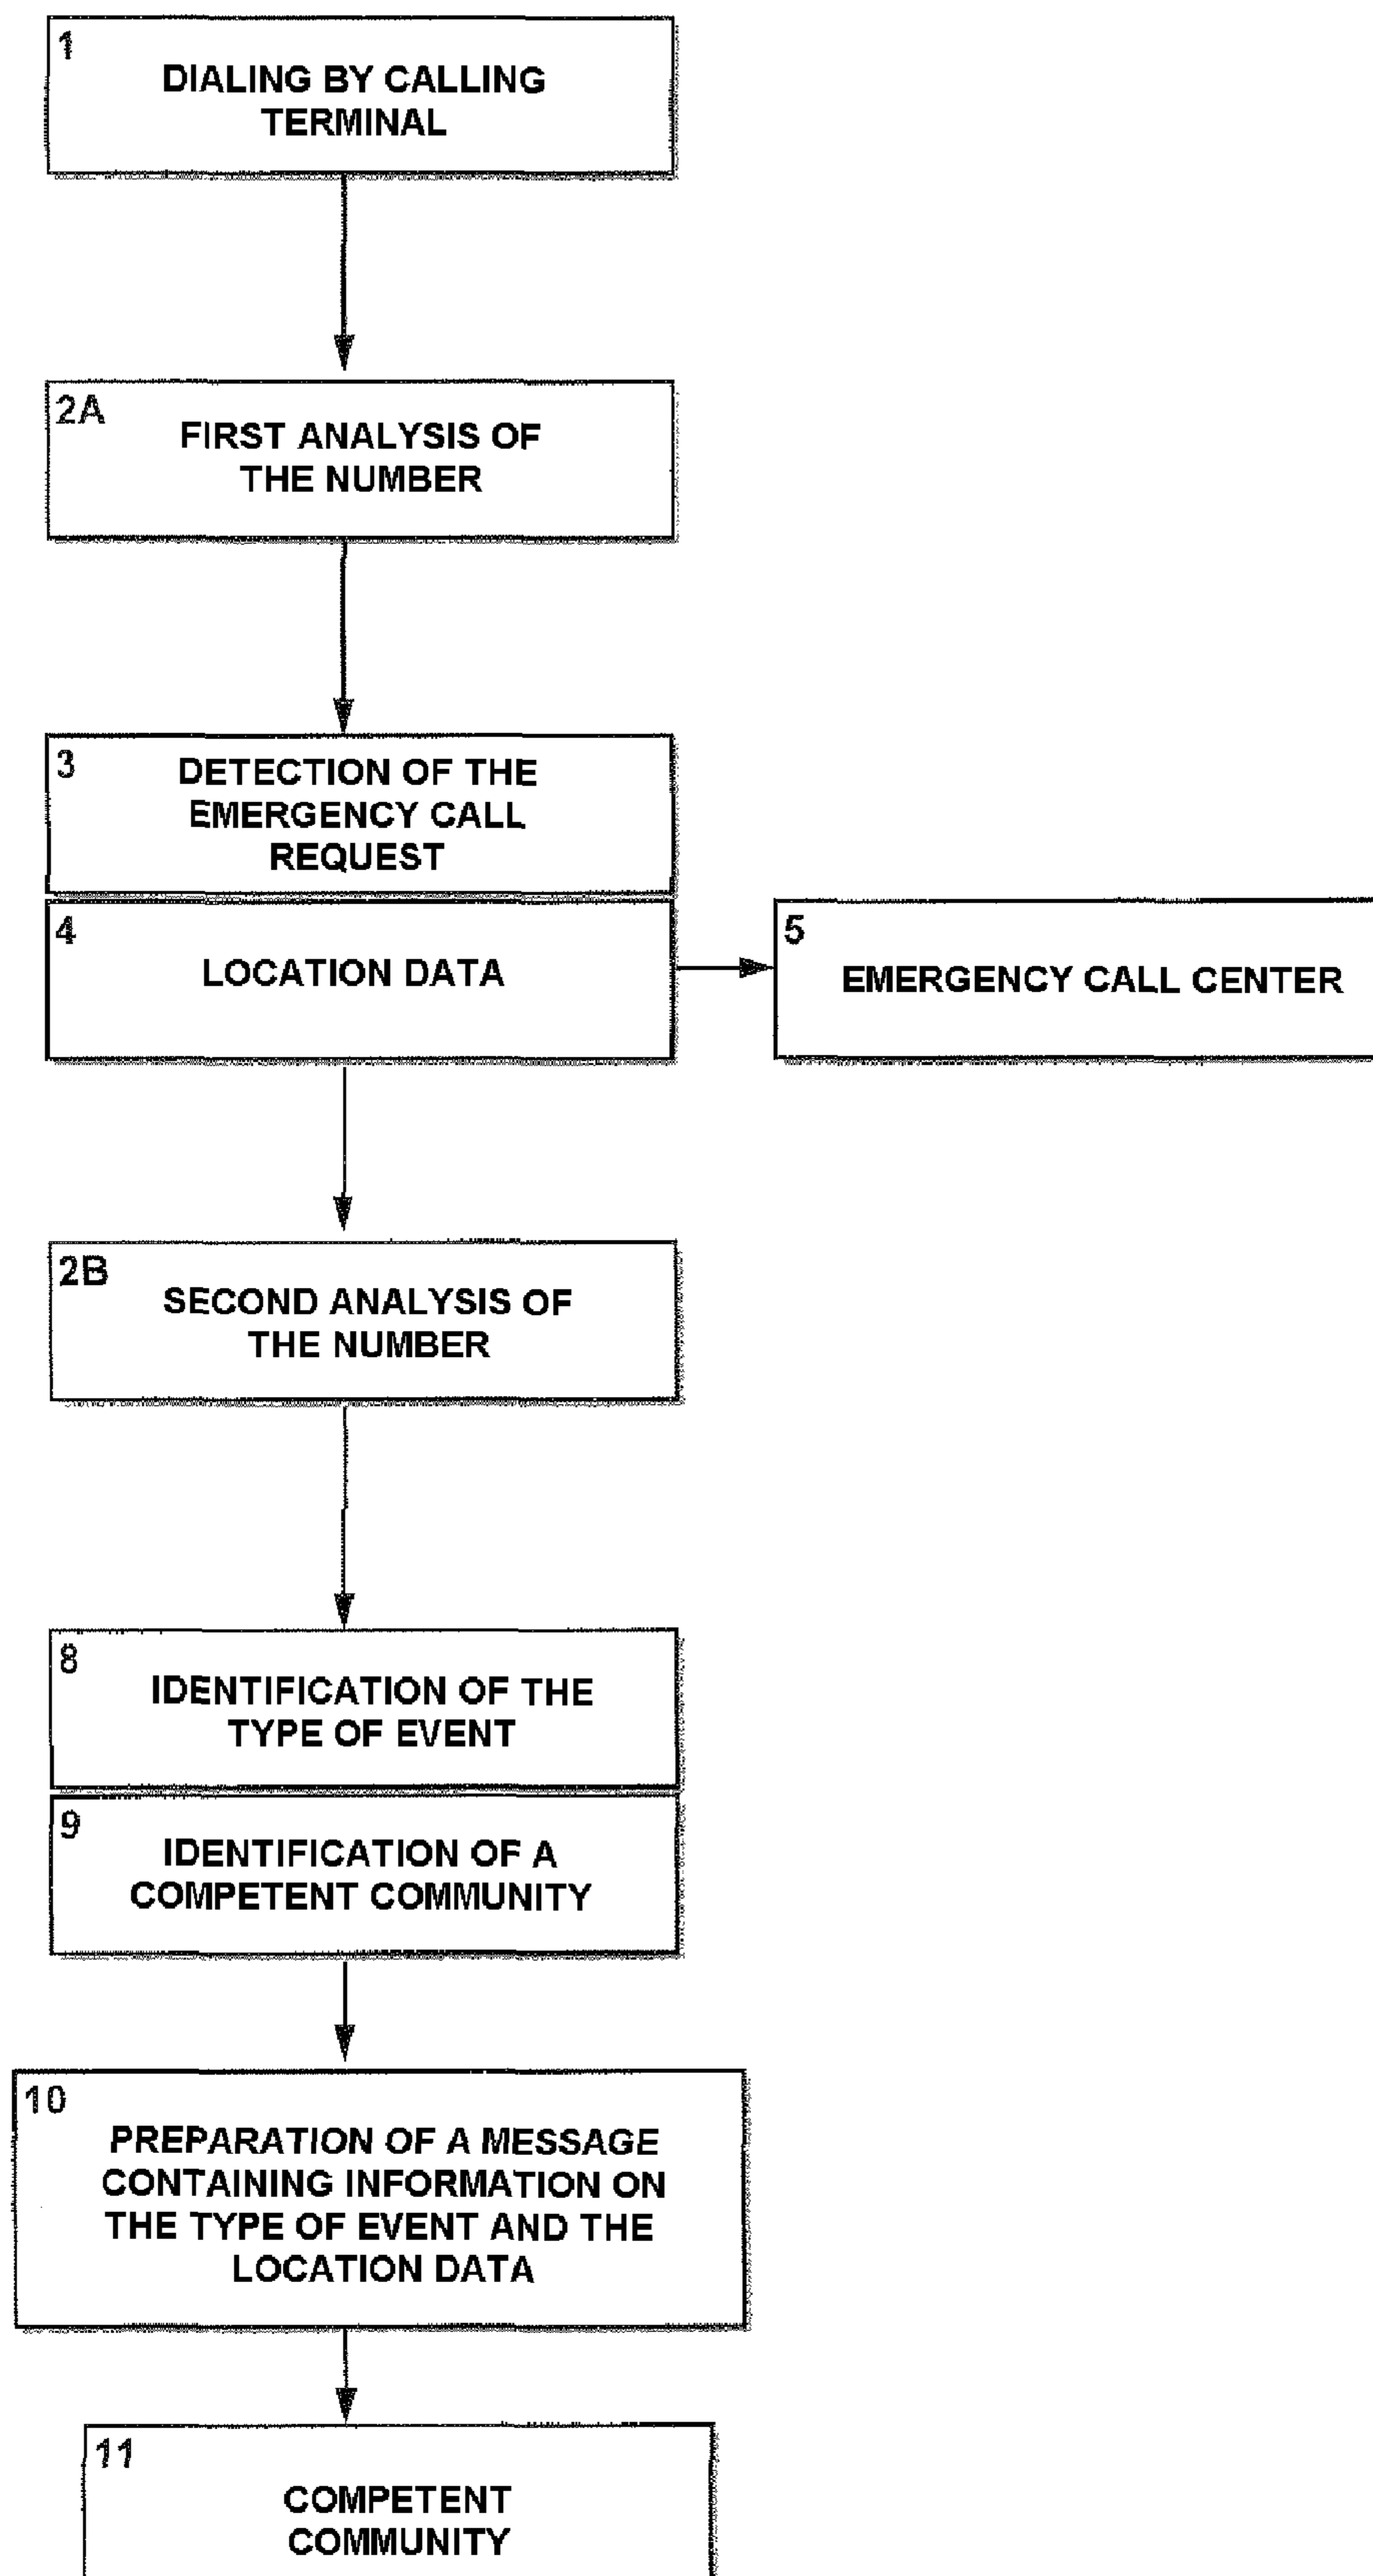 1
DIALING BY CALLING
TERMINAL
2A
FIRST ANALYSIS OF
THE NUMBER
3
DETECTION OF THE
EMERGENCY CALL
REQUEST
4
LOCATION DATA
5
EMERGENCY CALL CENTER
2B
SECOND ANALYSIS OF
THE NUMBER
8
IDENTIFICATION OF THE
TYPE OF EVENT
9
IDENTIFICATION OF A
COMPETENT COMMUNITY
10
PREPARATION OF A MESSAGE
CONTAINING INFORMATION ON
THE TYPE OF EVENT AND THE
LOCATION DATA
11
COMPETENT
COMMUNITY